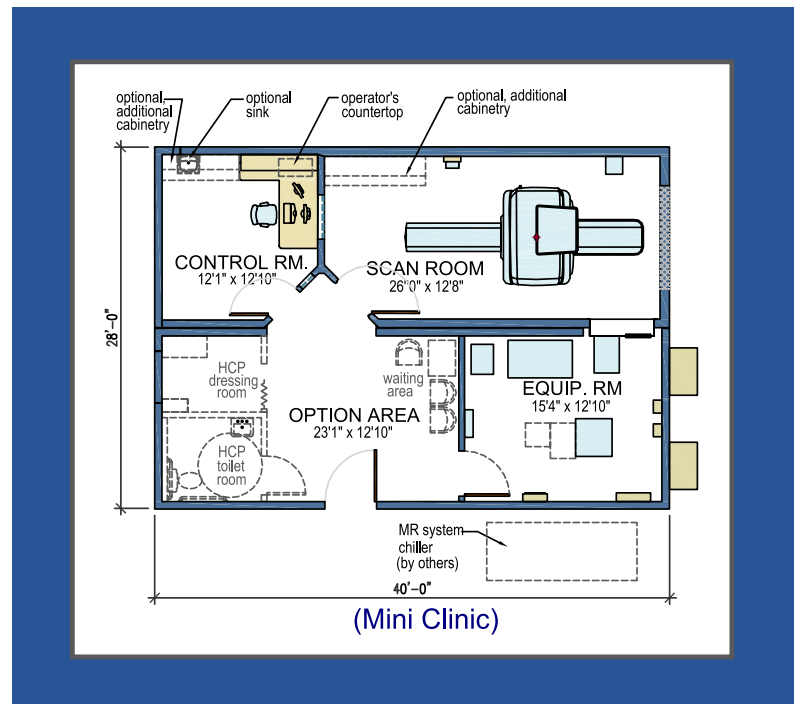 optional,
additional
cabinetry
optional
sink
operator's
countertop
optional, additional
cabinetry
CONTROL RM.
12'1" x 12'10"
SCAN ROOM
26"0" x 12'8"
28'-0"
HCP
dressing
room
waiting
area
EQUIP. RM
15'4" x 12'10"
OPTION AREA
23'1" x 12'10"
HCP
toilet
room
MR system
chiller
(by others)
40'-0"
(Mini Clinic)